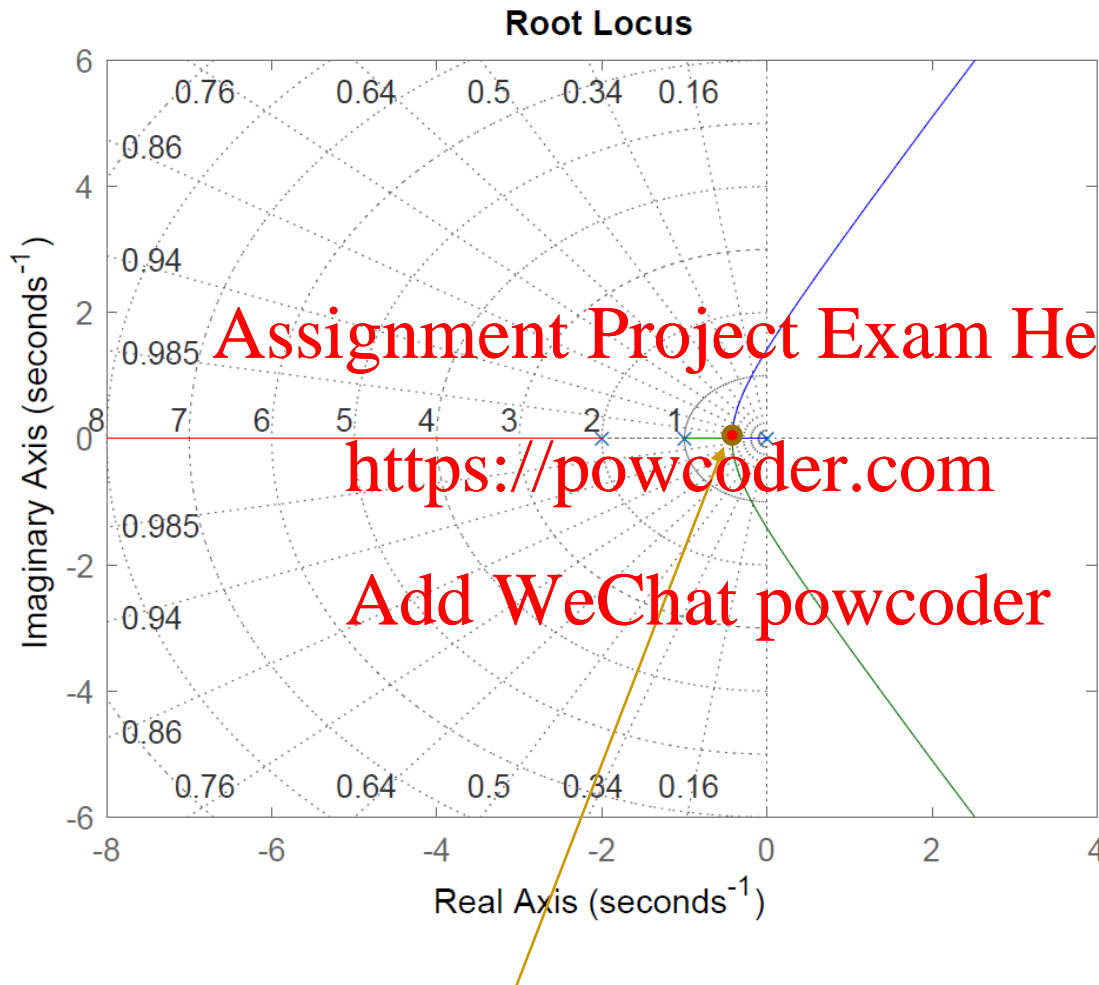 Root Locus
6
0.76 0.64 0.5 0.34 0.16
0.86
4
0.94
2
Assignment Project Exam He
0.985
8 7 6 5 4 3 2 1
0
https://powcoder.com
0.985
-2
Add WeChat powcoder
0.94
-4
0.86
0.76 0.64 0.5 0.34 0.16
-6
-8 -6 -4 -2 0 2 4
Real Axis (seconds⁻¹)
Imaginary Axis (seconds⁻¹)